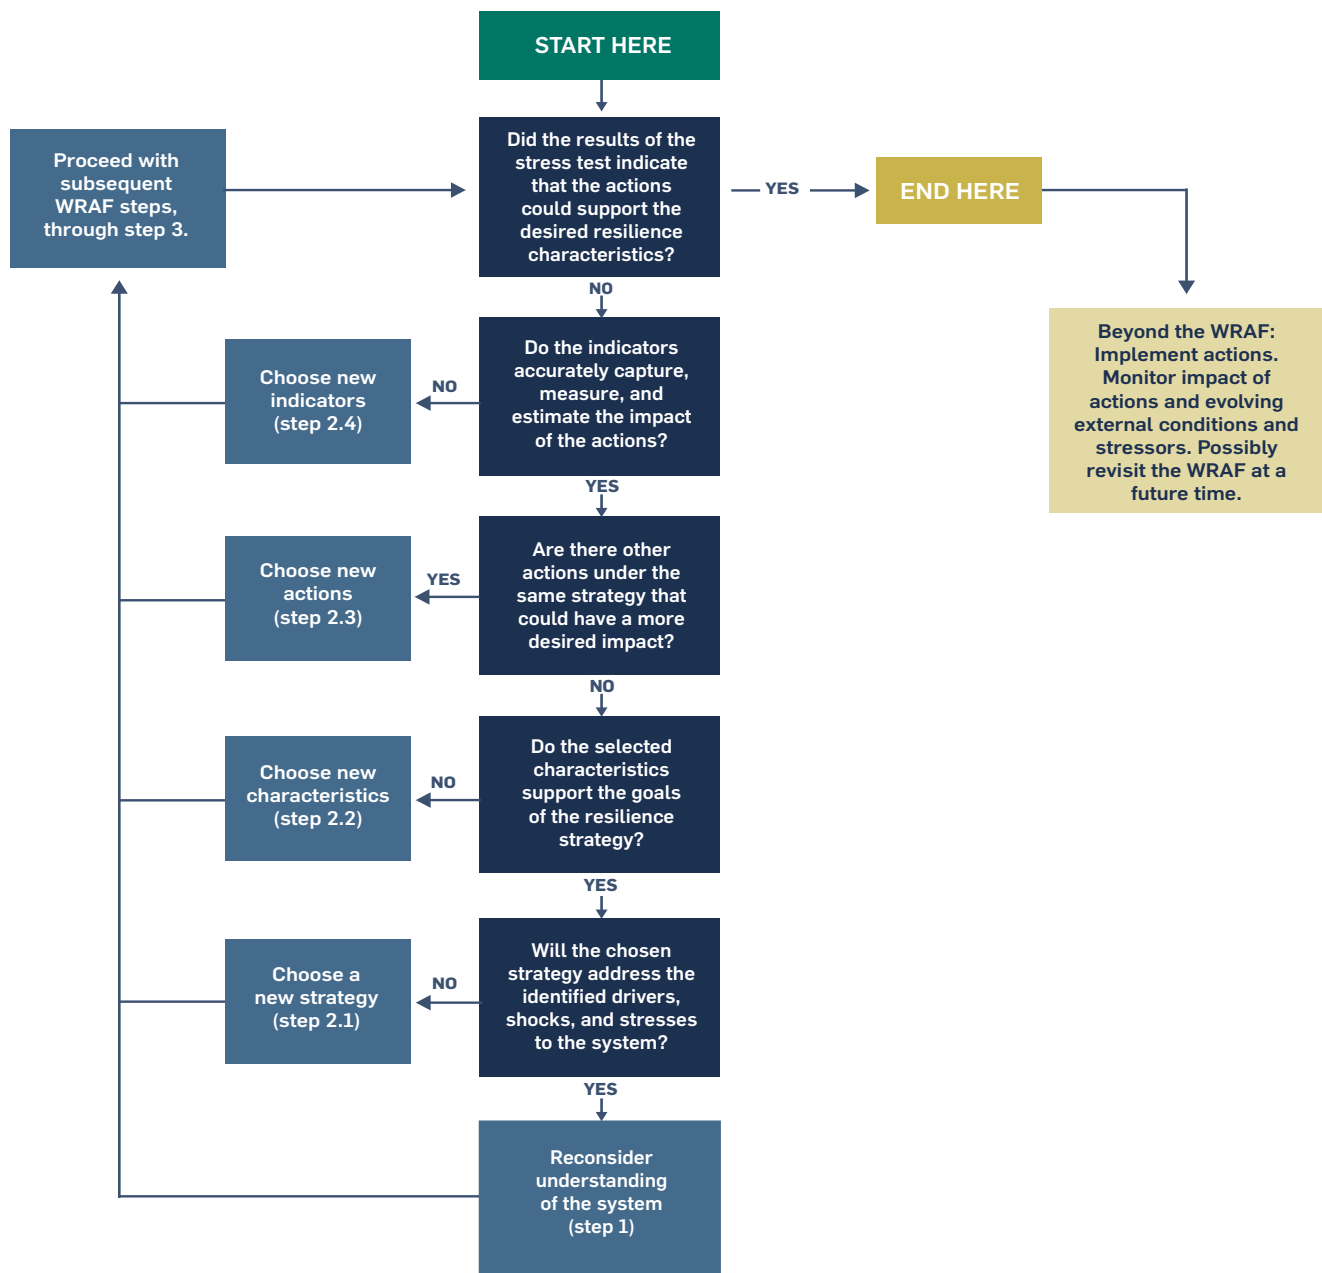 START HERE
Proceed with
subsequent
WRAF steps,
through step 3.
Did the results of the
stress test indicate
that the actions
could support the
desired resilience
characteristics?
YES
END HERE
Beyond the WRAF:
Implement actions.
Monitor impact of
actions and evolving
external conditions and
stressors. Possibly
revisit the WRAF at a
future time.
NO
Do the indicators
accurately capture,
measure, and
estimate the impact
of the actions?
NO
Choose new
indicators
(step 2.4)
YES
Are there other
actions under the
same strategy that
could have a more
desired impact?
YES
Choose new
actions
(step 2.3)
NO
Do the selected
characteristics
support the goals
of the resilience
strategy?
NO
Choose new
characteristics
(step 2.2)
YES
Will the chosen
strategy address the
identified drivers,
shocks, and stresses
to the system?
NO
Choose a
new strategy
(step 2.1)
YES
Reconsider
understanding
of the system
(step 1)